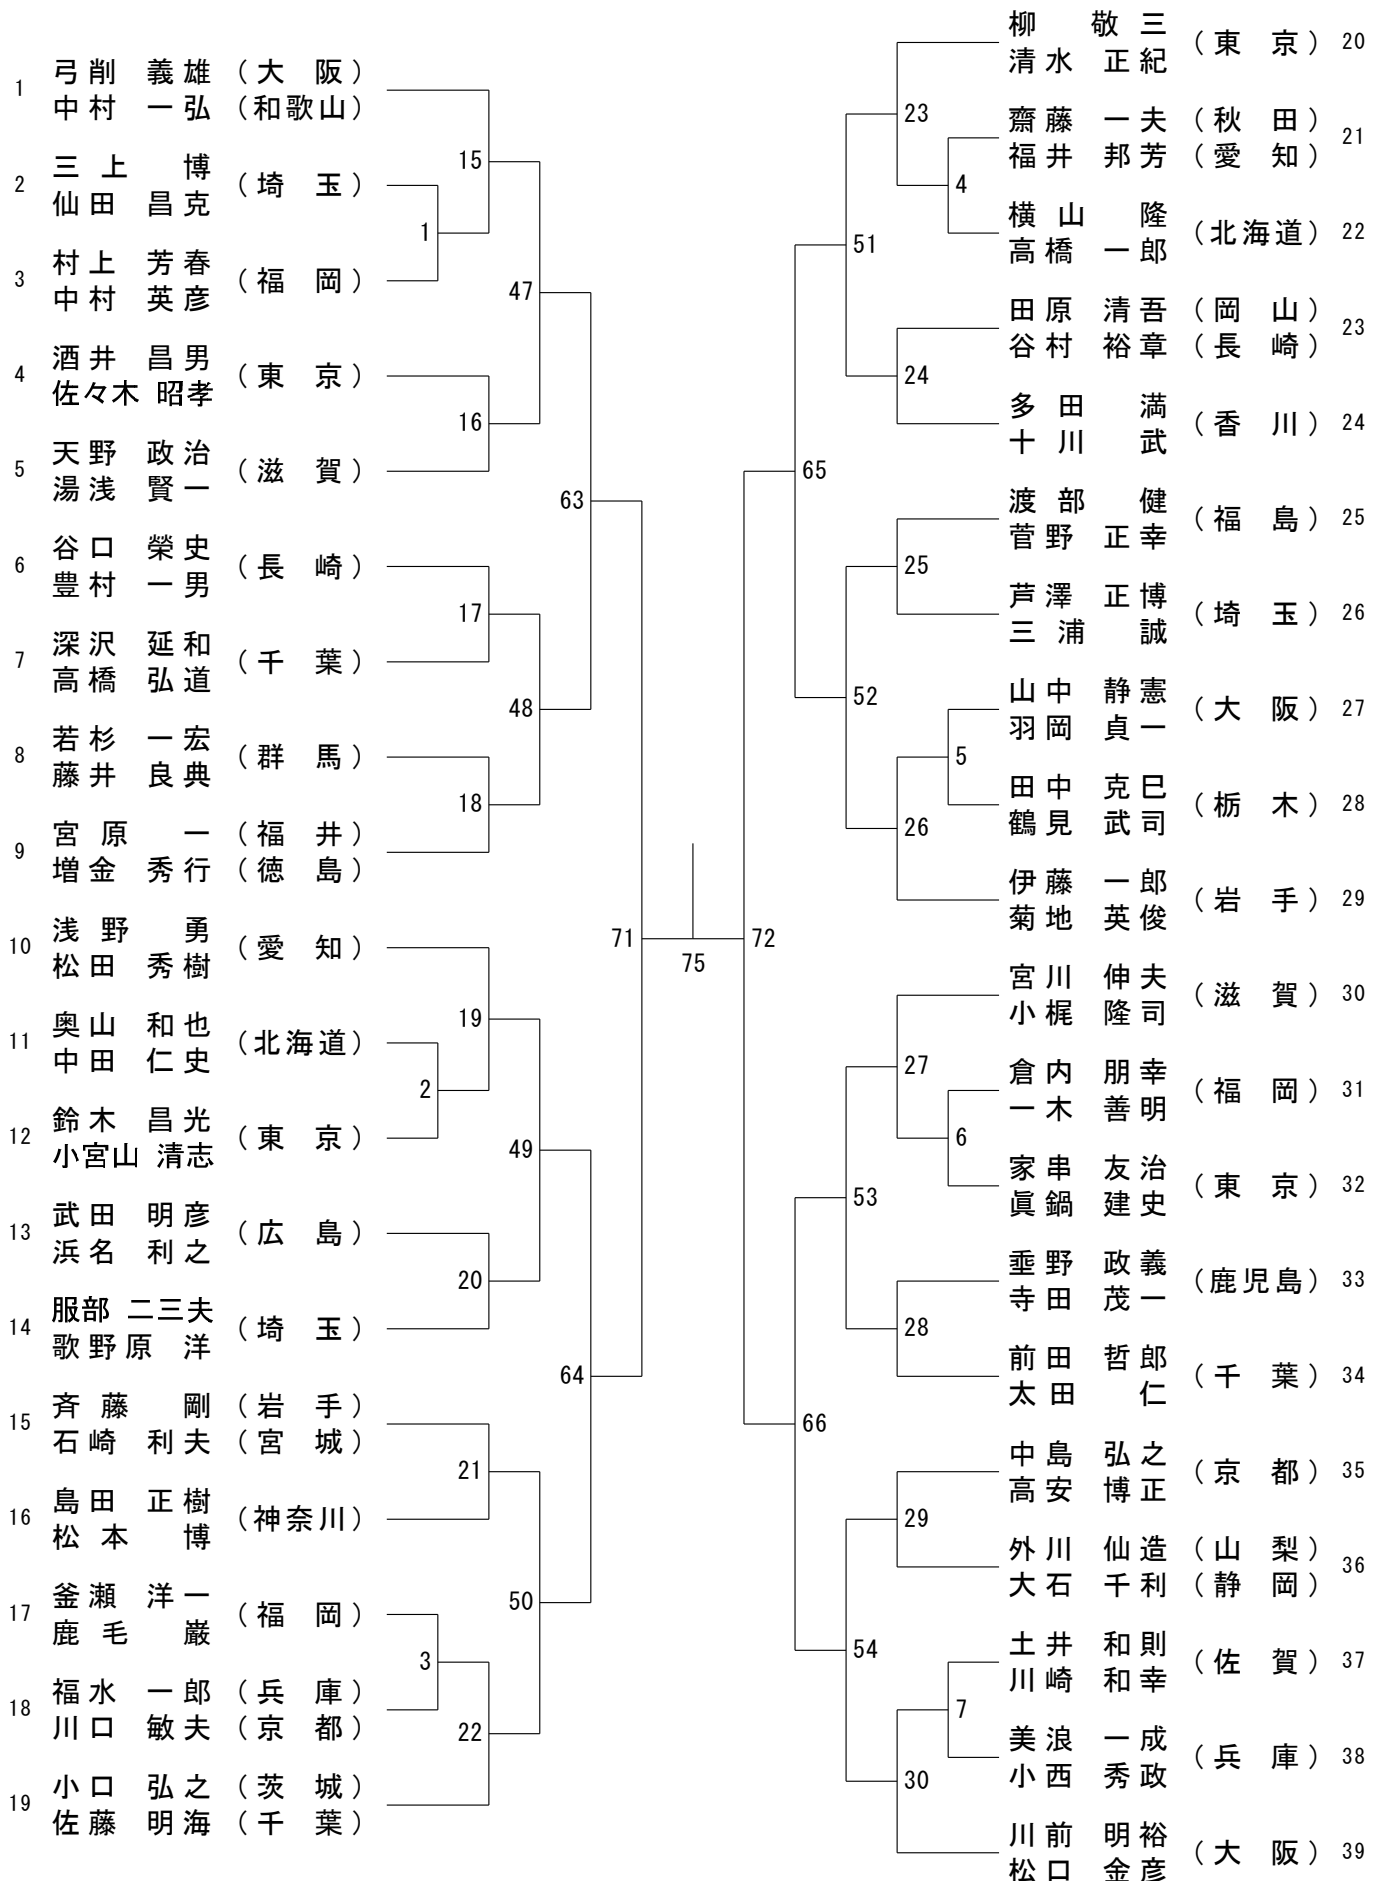 1 弓削 義雄 (大 阪)
中村 一弘 (和歌山)
2 三上 博 (埼 玉)
仙田 昌克
3 村上 芳春 (福 岡)
中村 英彦
4 酒井 昌男 (東 京)
佐々木 昭孝
5 天野 政治 (滋 賀)
湯浅 賢一
6 谷口 榮史 (長 崎)
豊村 一男
7 深沢 延和 (千 葉)
高橋 弘道
8 若杉 一宏 (群 馬)
藤井 良典
9 宮原 一 (福 井)
増金 秀行 (徳 島)
10 浅野 勇 (愛 知)
松田 秀樹
11 奥山 和也 (北海道)
中田 仁史
12 鈴木 昌光 (東 京)
小宮山 清志
13 武田 明彦 (広 島)
浜名 利之
14 服部 二三夫 (埼 玉)
歌野原 洋
15 斉藤 剛 (岩 手)
石崎 利夫 (宮 城)
16 島田 正樹 (神奈川)
松本 博
17 釜瀬 洋一 (福 岡)
鹿毛 巌
18 福水 一郎 (兵 庫)
川口 敏夫 (京 都)
19 小口 弘之 (茨 城)
佐藤 明海 (千 葉)
1
2
3
15
16
17
18
19
20
21
22
47
48
49
50
63
64
71
75
72
65
66
51
52
53
54
23
24
25
26
27
28
29
30
4
5
6
7
柳 敬三 (東 京) 20
清水 正紀
齋藤 一夫 (秋 田) 21
福井 邦芳 (愛 知)
横山 隆 (北海道) 22
高橋 一郎
田原 清吾 (岡 山) 23
谷村 裕章 (長 崎)
多田 満 (香 川) 24
十川 武
渡部 健 (福 島) 25
菅野 正幸
芦澤 正博 (埼 玉) 26
三浦 誠
山中 静憲 (大 阪) 27
羽岡 貞一
田中 克巳 (栃 木) 28
鶴見 武司
伊藤 一郎 (岩 手) 29
菊地 英俊
宮川 伸夫 (滋 賀) 30
小梶 隆司
倉内 朋幸 (福 岡) 31
一木 善明
家串 友治 (東 京) 32
眞鍋 建史
埀野 政義 (鹿児島) 33
寺田 茂一
前田 哲郎 (千 葉) 34
太田 仁
中島 弘之 (京 都) 35
高安 博正
外川 仙造 (山 梨) 36
大石 千利 (静 岡)
土井 和則 (佐 賀) 37
川崎 和幸
美浪 一成 (兵 庫) 38
小西 秀政
川前 明裕 (大 阪) 39
松口 金彦